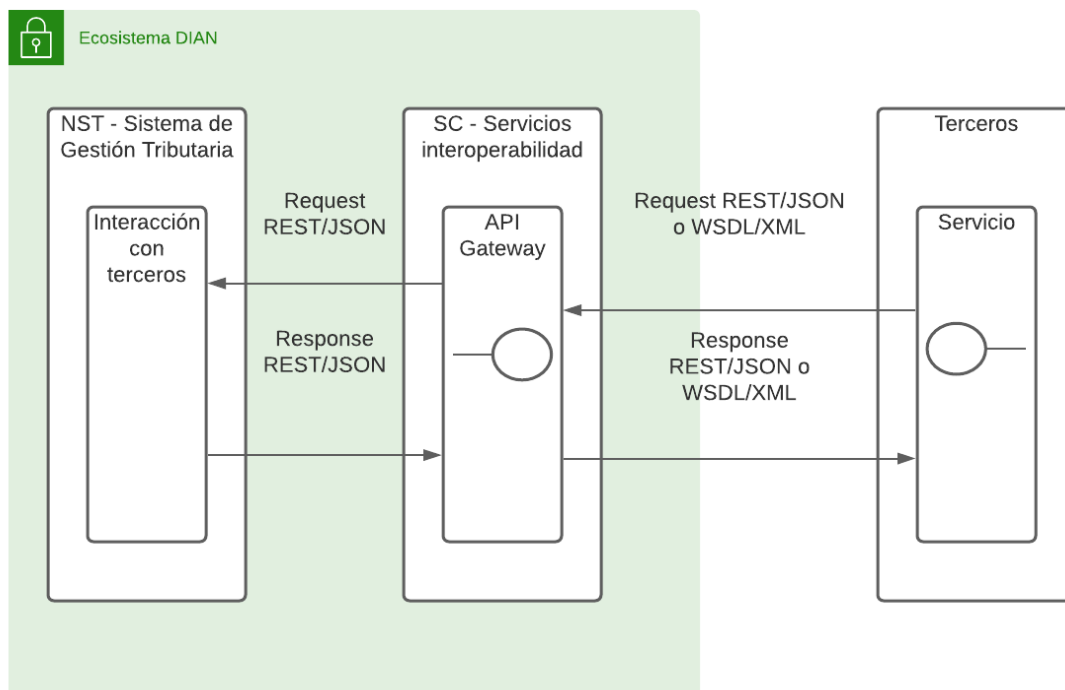 Ecosistema DIAN
NST - Sistema de
Gestión Tributaria
SC - Servicios
interoperabilidad
Terceros
Interacción
con
terceros
Request
REST/JSON
API
Gateway
Request REST/JSON
o WSDL/XML
Servicio
Response
REST/JSON
Response
REST/JSON o
WSDL/XML